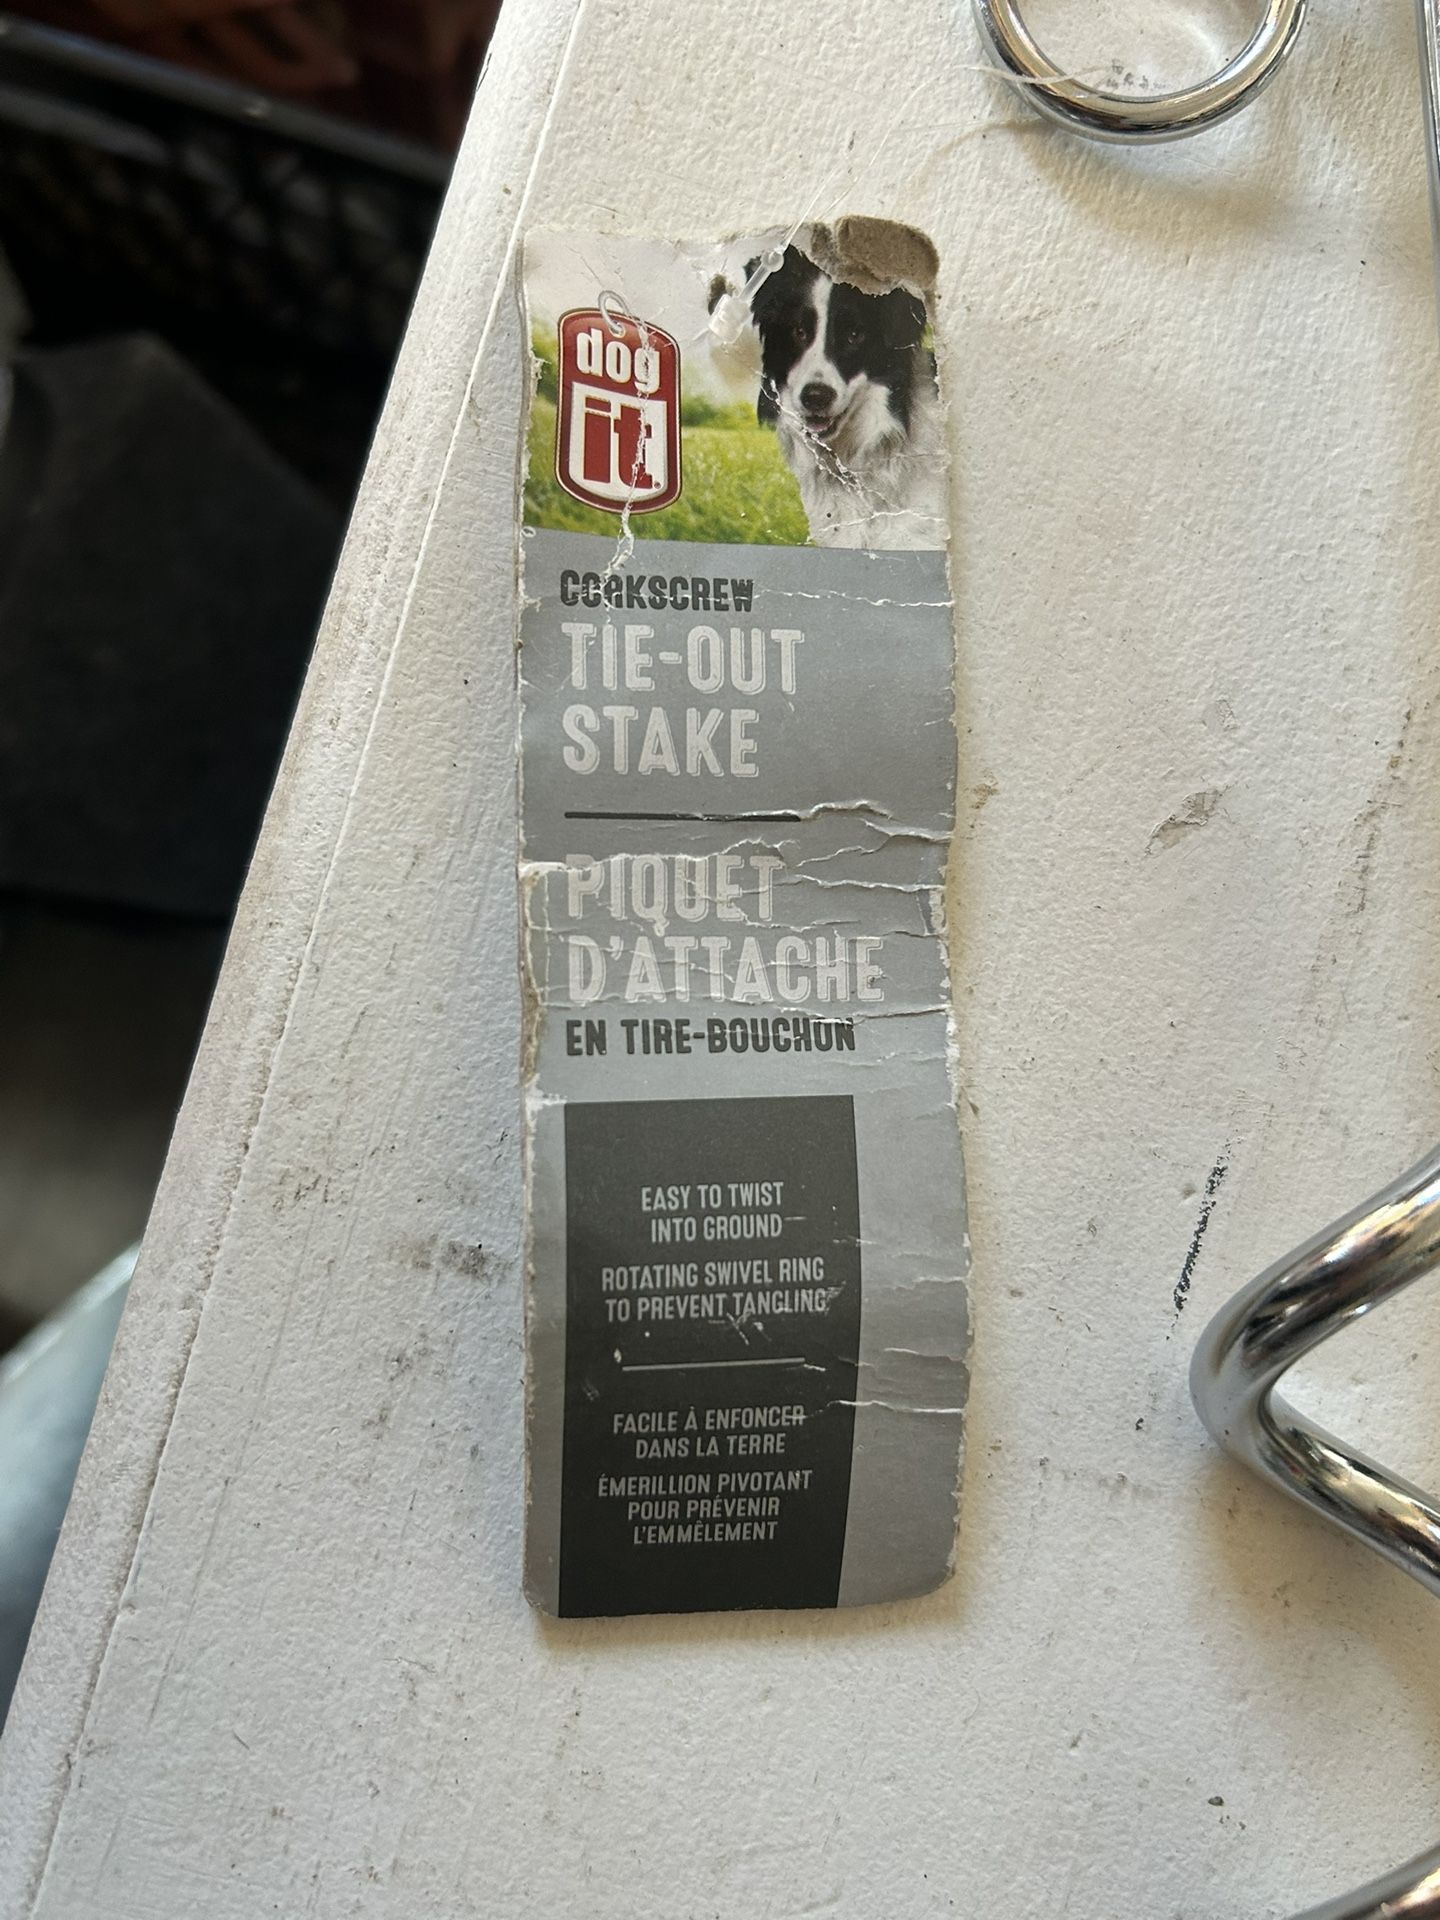 dog
it
CORKSCREW
TIE-OUT
STAKE
PIQUET
D'ATTACHE
EN TIRE-BOUCHON
EASY TO TWIST
INTO GROUND
ROTATING SWIVEL RING
TO PREVENT TANGLING
FACILE À ENFONCER
DANS LA TERRE
ÉMERILLION PIVOTANT
POUR PRÉVENIR
L'EMMÊLEMENT